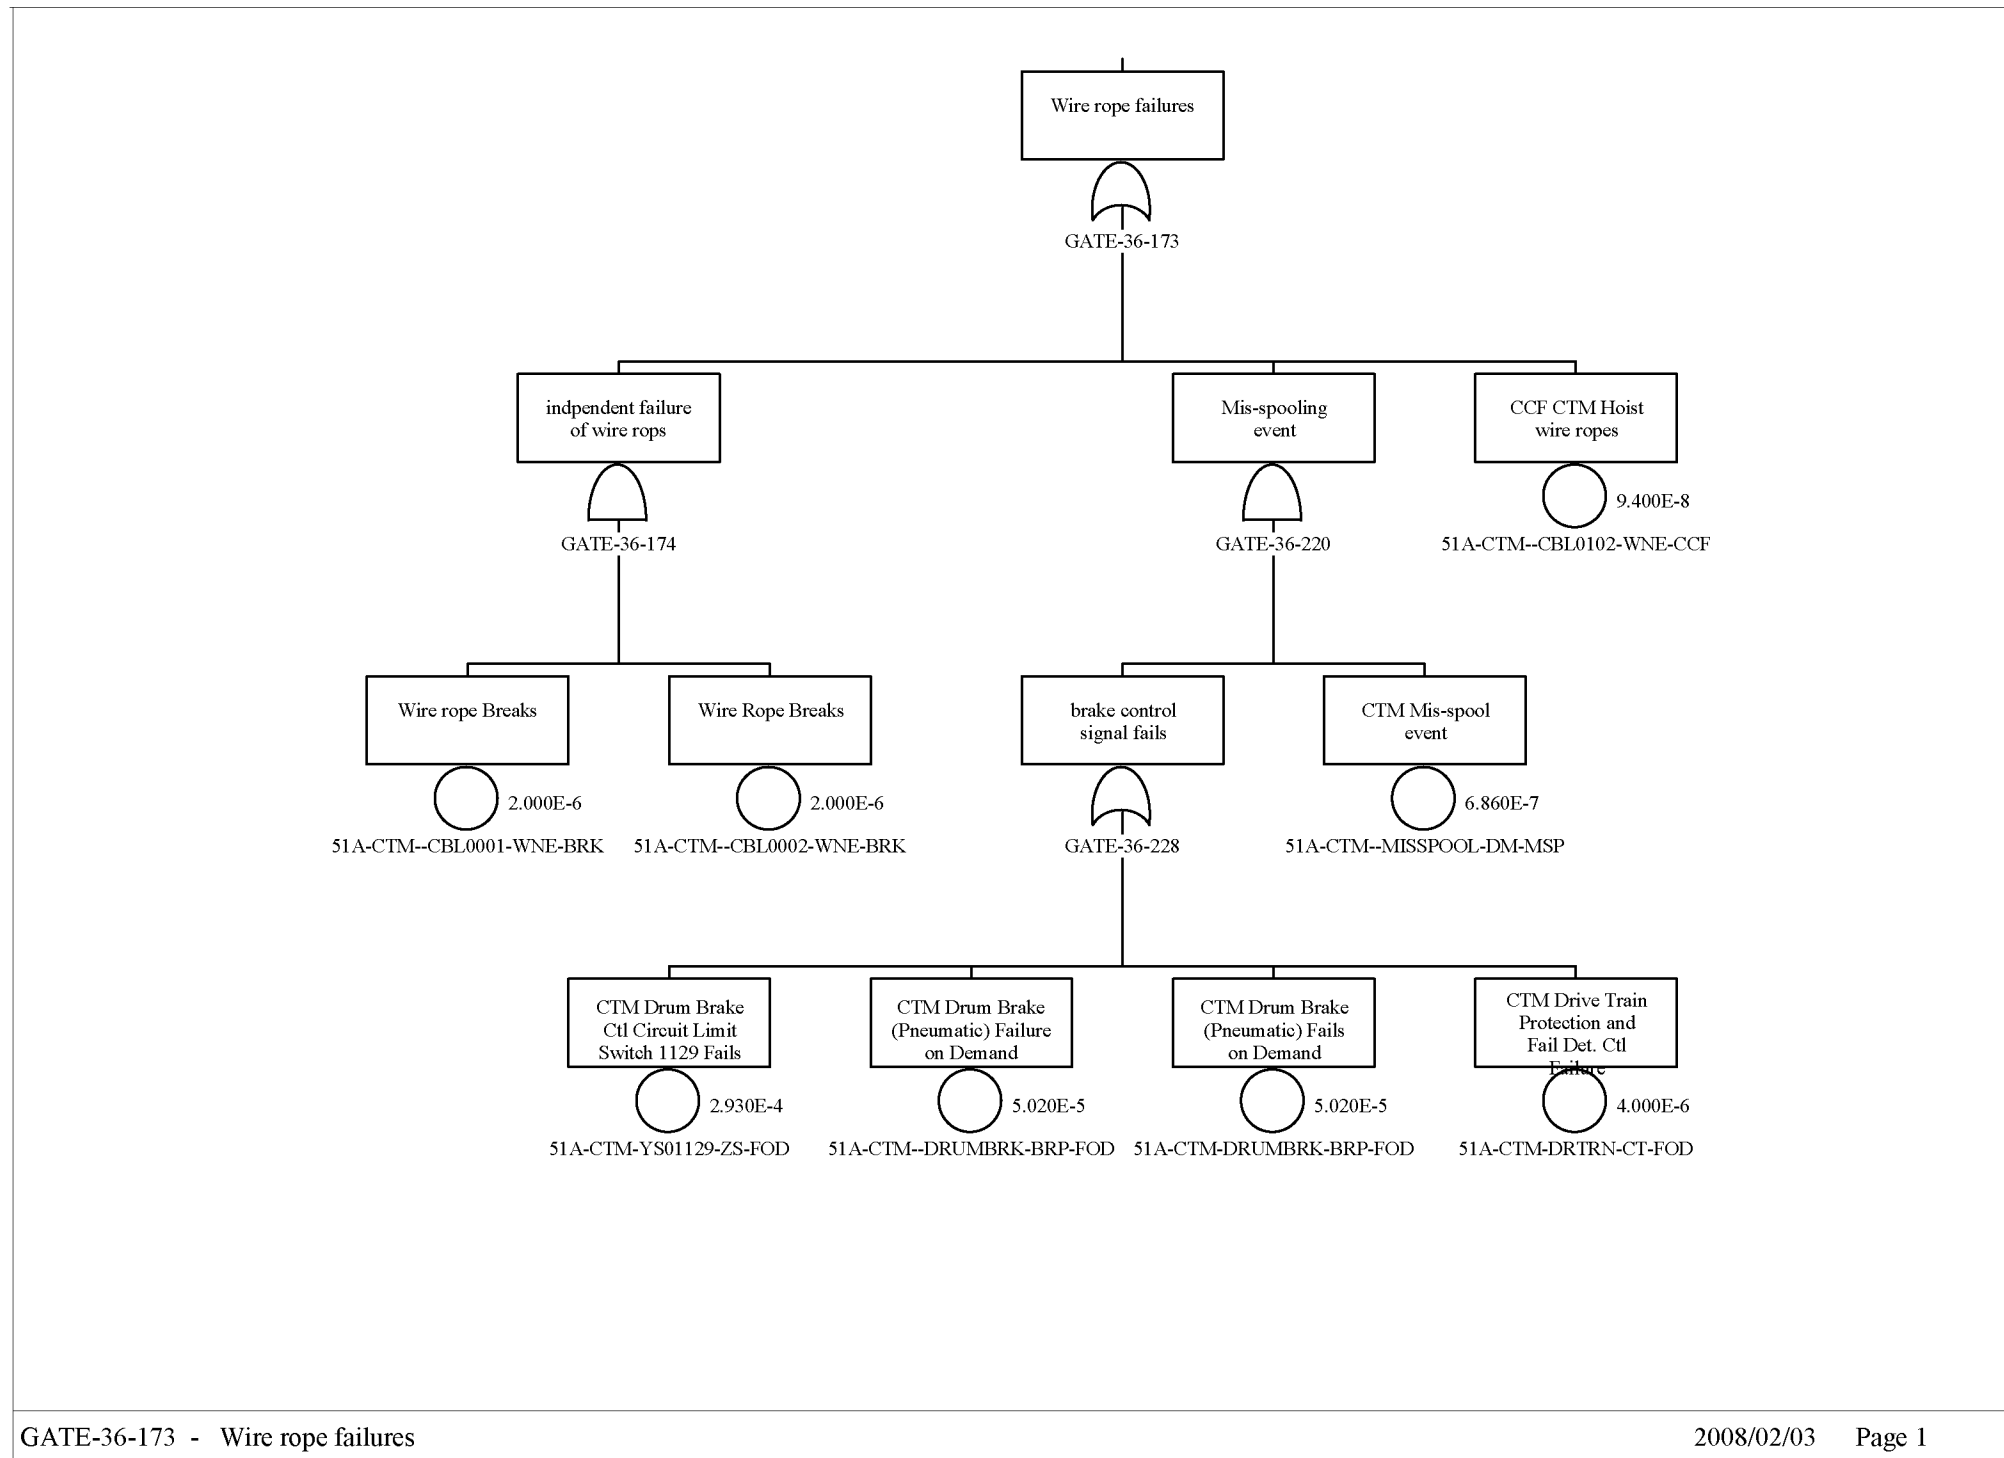 Wire rope failures
GATE-36-173
indpendent failure
of wire rops
GATE-36-174
Mis-spooling
event
GATE-36-220
CCF CTM Hoist
wire ropes
9.400E-8
51A-CTM--CBL0102-WNE-CCF
Wire rope Breaks
2.000E-6
51A-CTM--CBL0001-WNE-BRK
Wire Rope Breaks
2.000E-6
51A-CTM--CBL0002-WNE-BRK
brake control
signal fails
GATE-36-228
CTM Mis-spool
event
6.860E-7
51A-CTM--MISSPOOL-DM-MSP
CTM Drum Brake
Ctl Circuit Limit
Switch 1129 Fails
2.930E-4
51A-CTM-YS01129-ZS-FOD
CTM Drum Brake
(Pneumatic) Failure
on Demand
5.020E-5
51A-CTM--DRUMBRK-BRP-FOD
CTM Drum Brake
(Pneumatic) Fails
on Demand
5.020E-5
51A-CTM-DRUMBRK-BRP-FOD
CTM Drive Train
Protection and
Fail Det. Ctl
Failure
4.000E-6
51A-CTM-DRTRN-CT-FOD
GATE-36-173 - Wire rope failures
2008/02/03 Page 1